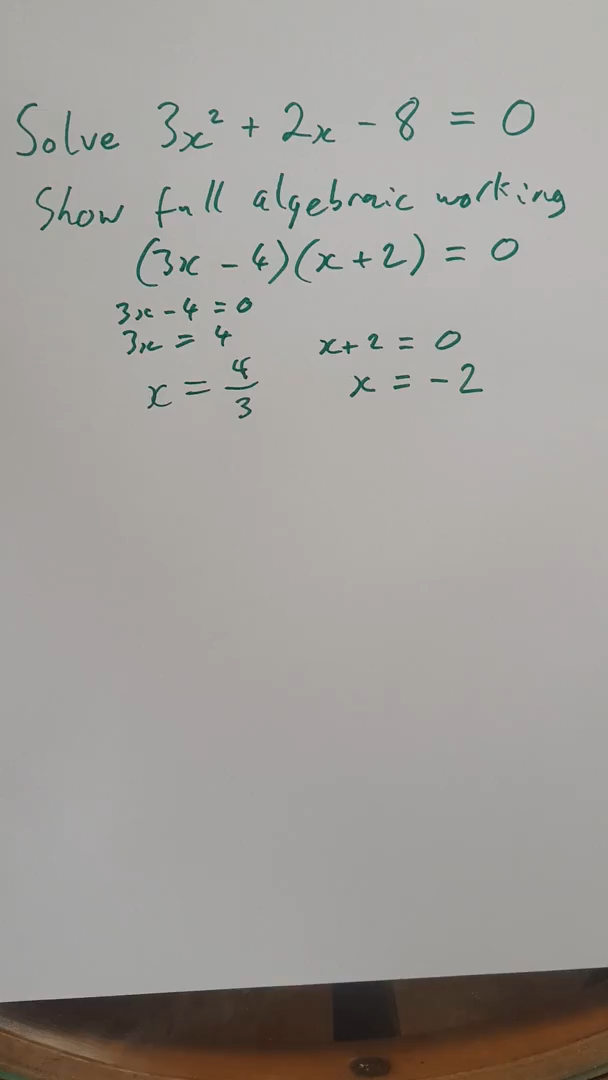 Solve 3x² + 2x - 8 = 0
Show full algebraic working
(3x - 4)(x + 2) = 0
3x - 4 = 0
3x = 4
x = 4/3
x + 2 = 0
x = -2